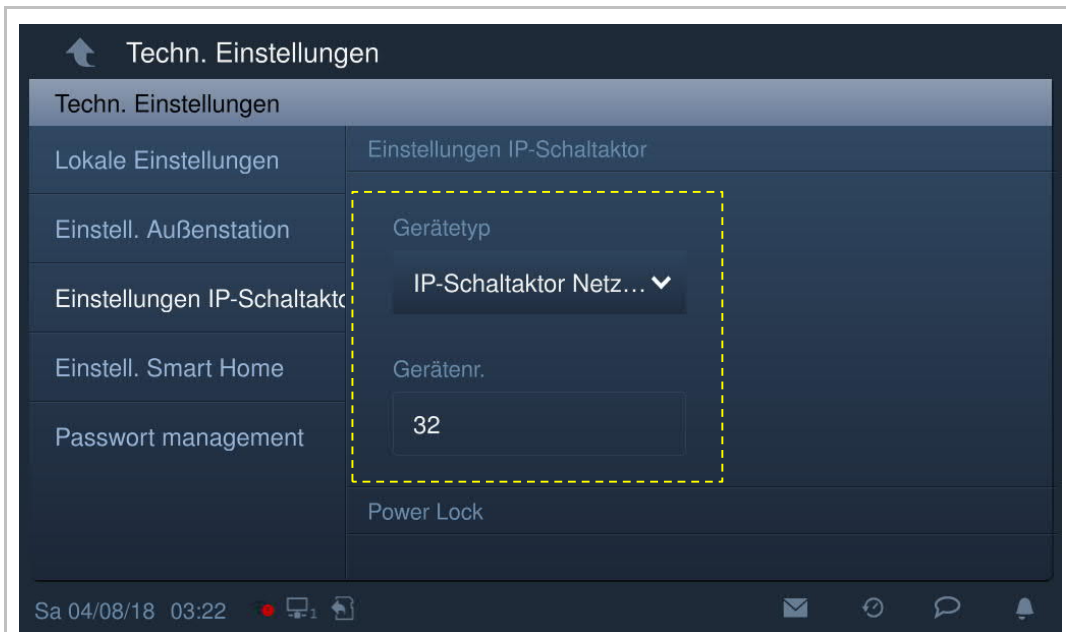 Techn. Einstellungen
Techn. Einstellungen
Lokale Einstellungen
Einstell. Außenstation
Einstellungen IP-Schaltakto
Einstell. Smart Home
Passwort management
Einstellungen IP-Schaltaktor
Gerätetyp
IP-Schaltaktor Netz...
Gerätenr.
32
Power Lock
Sa 04/08/18 03:22 1